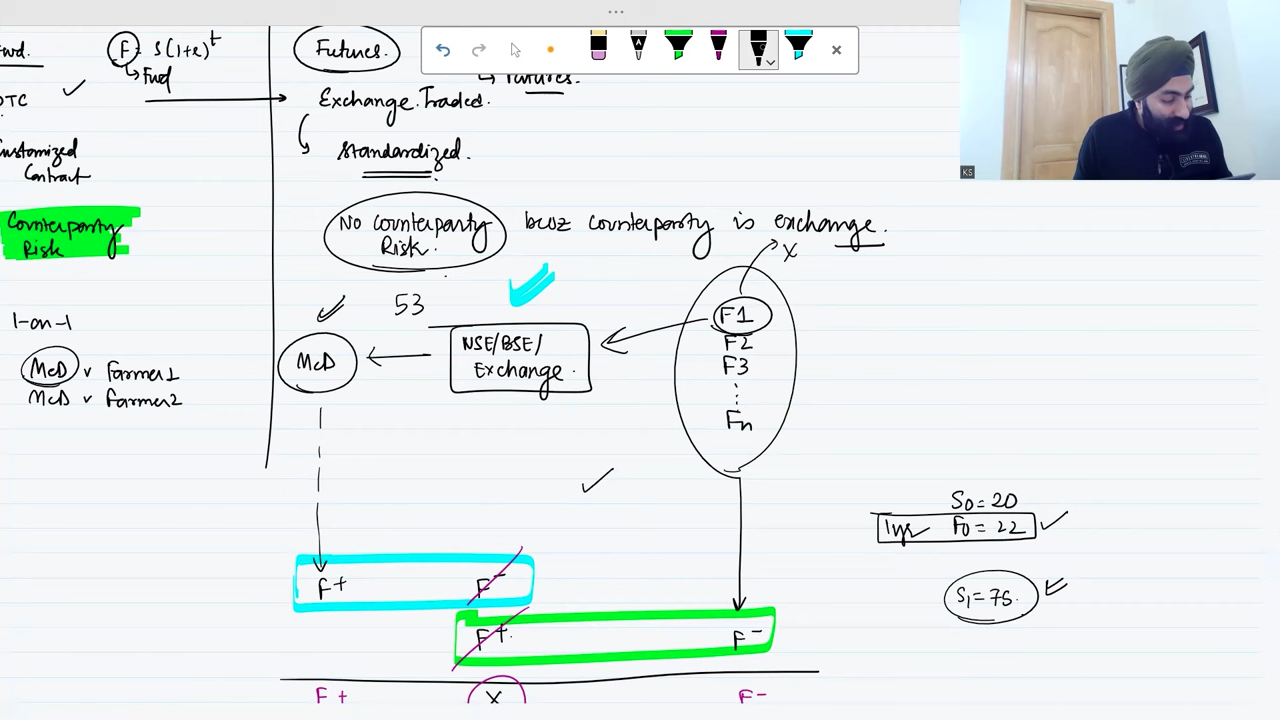 F = S(1+r)^t
↳ Fwd
OTC
Customized
Contract
Counterparty
Risk
1-on-1
McD v Farmer1
McD v Farmer2
Futures.
↳ Futures.
Exchange Traded.
Standardized.
No counterparty
Risk.
bcoz counterparty is exchange.
X
53
McD
NSE/BSE/
Exchange.
F1
F2
F3
⋮
Fn
S0 = 20
1yr F0 = 22
S1 = 75.
F+ F-
F+ F-
F+ X F-
KS